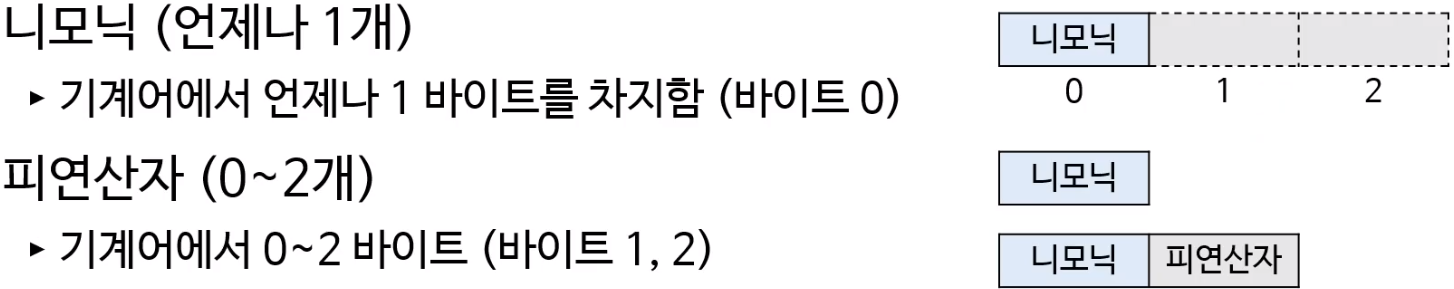 니모닉 (언제나 1개)
▸ 기계어에서 언제나 1 바이트를 차지함 (바이트 0)
피연산자 (0~2개)
▸ 기계어에서 0~2 바이트 (바이트 1, 2)
니모닉
0 1 2
니모닉
니모닉 피연산자